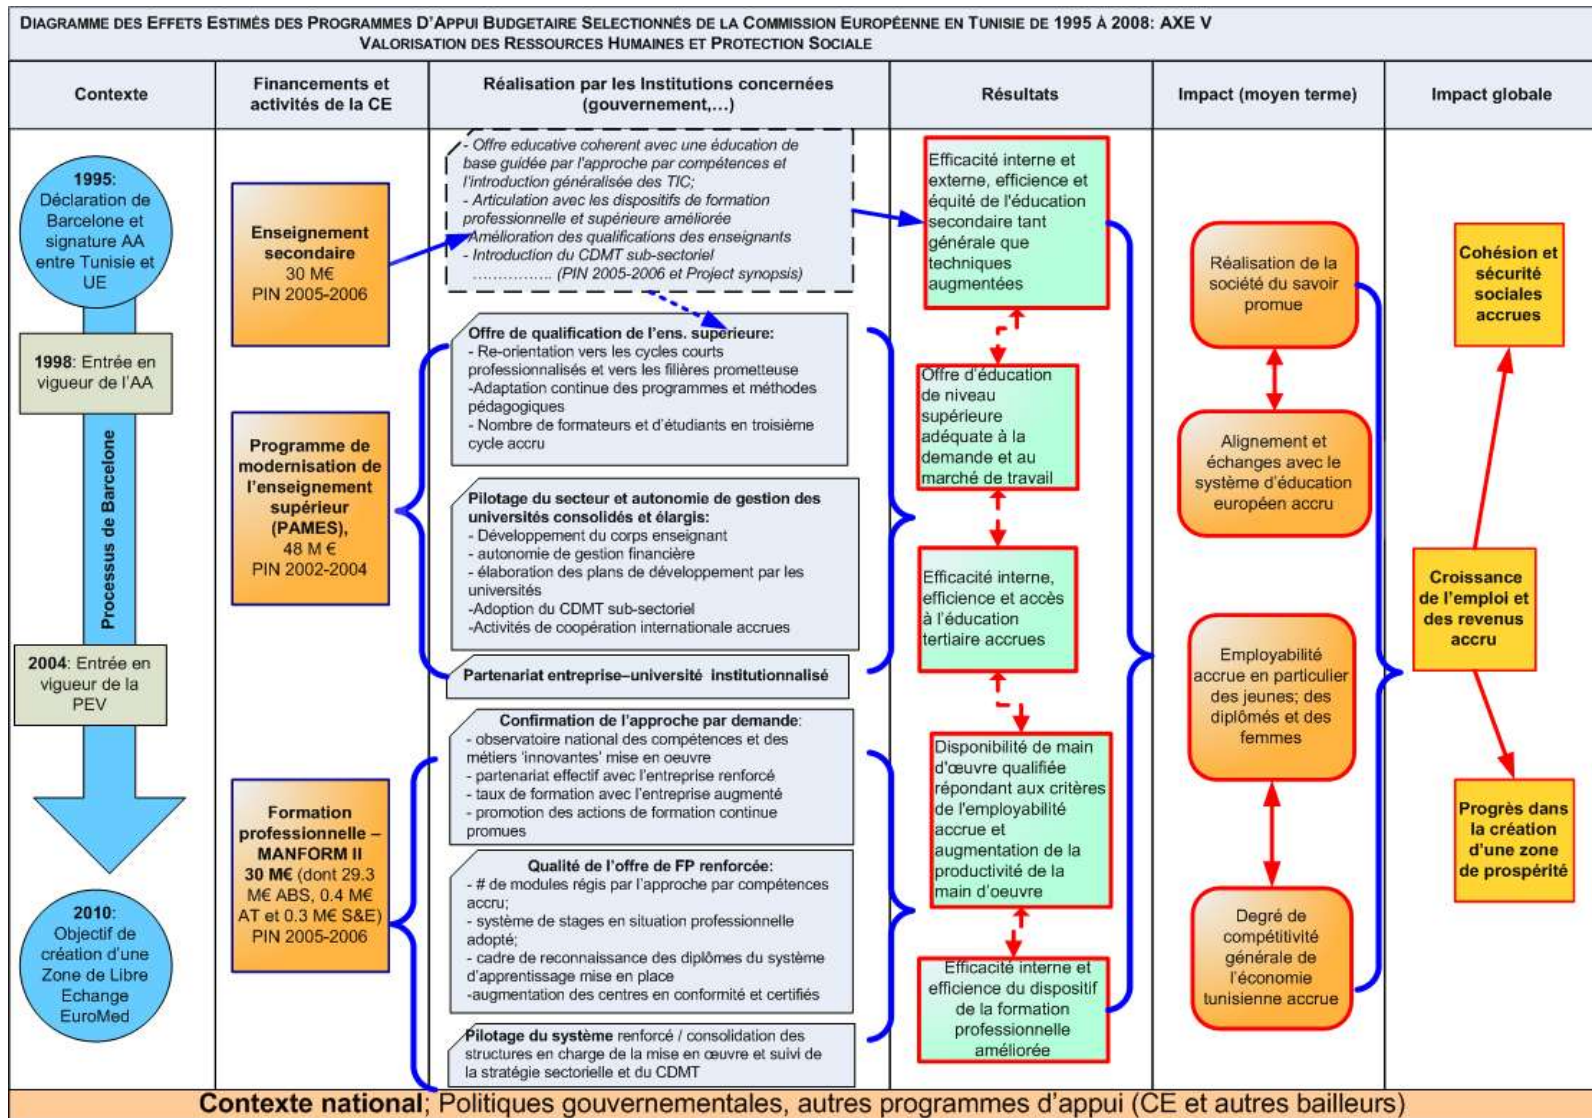 DIAGRAMME DES EFFETS ESTIMÉS DES PROGRAMMES D'APPUI BUDGETAIRE SELECTIONNÉS DE LA COMMISSION EUROPÉENNE EN TUNISIE DE 1995 À 2008: AXE V
VALORISATION DES RESSOURCES HUMAINES ET PROTECTION SOCIALE
Contexte
Financements et
activités de la CE
Réalisation par les Institutions concernées
(gouvernement,…)
Résultats
Impact (moyen terme)
Impact globale
1995:
Déclaration de
Barcelone et
signature AA
entre Tunisie et
UE
1998: Entrée en
vigueur de l'AA
Processus de Barcelone
2004: Entrée en
vigueur de la
PEV
2010:
Objectif de
création d'une
Zone de Libre
Echange
EuroMed
Enseignement
secondaire
30 M€
PIN 2005-2006
Programme de
modernisation de
l'enseignement
supérieur
(PAMES),
48 M €
PIN 2002-2004
Formation
professionnelle –
MANFORM II
30 M€ (dont 29.3
M€ ABS, 0.4 M€
AT et 0.3 M€ S&E)
PIN 2005-2006
- Offre educative coherent avec une éducation de
base guidée par l'approche par compétences et
l'introduction généralisée des TIC;
- Articulation avec les dispositifs de formation
professionnelle et supérieure améliorée
-Amélioration des qualifications des enseignants
- Introduction du CDMT sub-sectoriel
…………….. (PIN 2005-2006 et Project synopsis)
Offre de qualification de l'ens. supérieure:
- Re-orientation vers les cycles courts
professionnalisés et vers les filières prometteuse
-Adaptation continue des programmes et méthodes
pédagogiques
- Nombre de formateurs et d'étudiants en troisième
cycle accru
Pilotage du secteur et autonomie de gestion des
universités consolidés et élargis:
- Développement du corps enseignant
- autonomie de gestion financière
- élaboration des plans de développement par les
universités
-Adoption du CDMT sub-sectoriel
-Activités de coopération internationale accrues
Partenariat entreprise–université institutionnalisé
Confirmation de l'approche par demande:
- observatoire national des compétences et des
métiers 'innovantes' mise en oeuvre
- partenariat effectif avec l'entreprise renforcé
- taux de formation avec l'entreprise augmenté
- promotion des actions de formation continue
promues
Qualité de l'offre de FP renforcée:
- # de modules régis par l'approche par compétences
accru;
- système de stages en situation professionnelle
adopté;
- cadre de reconnaissance des diplômes du système
d'apprentissage mise en place
-augmentation des centres en conformité et certifiés
Pilotage du système renforcé / consolidation des
structures en charge de la mise en œuvre et suivi de
la stratégie sectorielle et du CDMT
Efficacité interne et
externe, efficience et
équité de l'éducation
secondaire tant
générale que
techniques
augmentées
Offre d'éducation
de niveau
supérieure
adéquate à la
demande et au
marché de travail
Efficacité interne,
efficience et accès
à l'éducation
tertiaire accrues
Disponibilité de main
d'œuvre qualifiée
répondant aux critères
de l'employabilité
accrue et
augmentation de la
productivité de la
main d'oeuvre
Efficacité interne et
efficience du dispositif
de la formation
professionnelle
améliorée
Réalisation de la
société du savoir
promue
Alignement et
échanges avec le
système d'éducation
européen accru
Employabilité
accrue en particulier
des jeunes; des
diplômés et des
femmes
Degré de
compétitivité
générale de
l'économie
tunisienne accrue
Cohésion et
sécurité
sociales
accrues
Croissance
de l'emploi et
des revenus
accru
Progrès dans
la création
d'une zone
de prospérité
Contexte national; Politiques gouvernementales, autres programmes d'appui (CE et autres bailleurs)